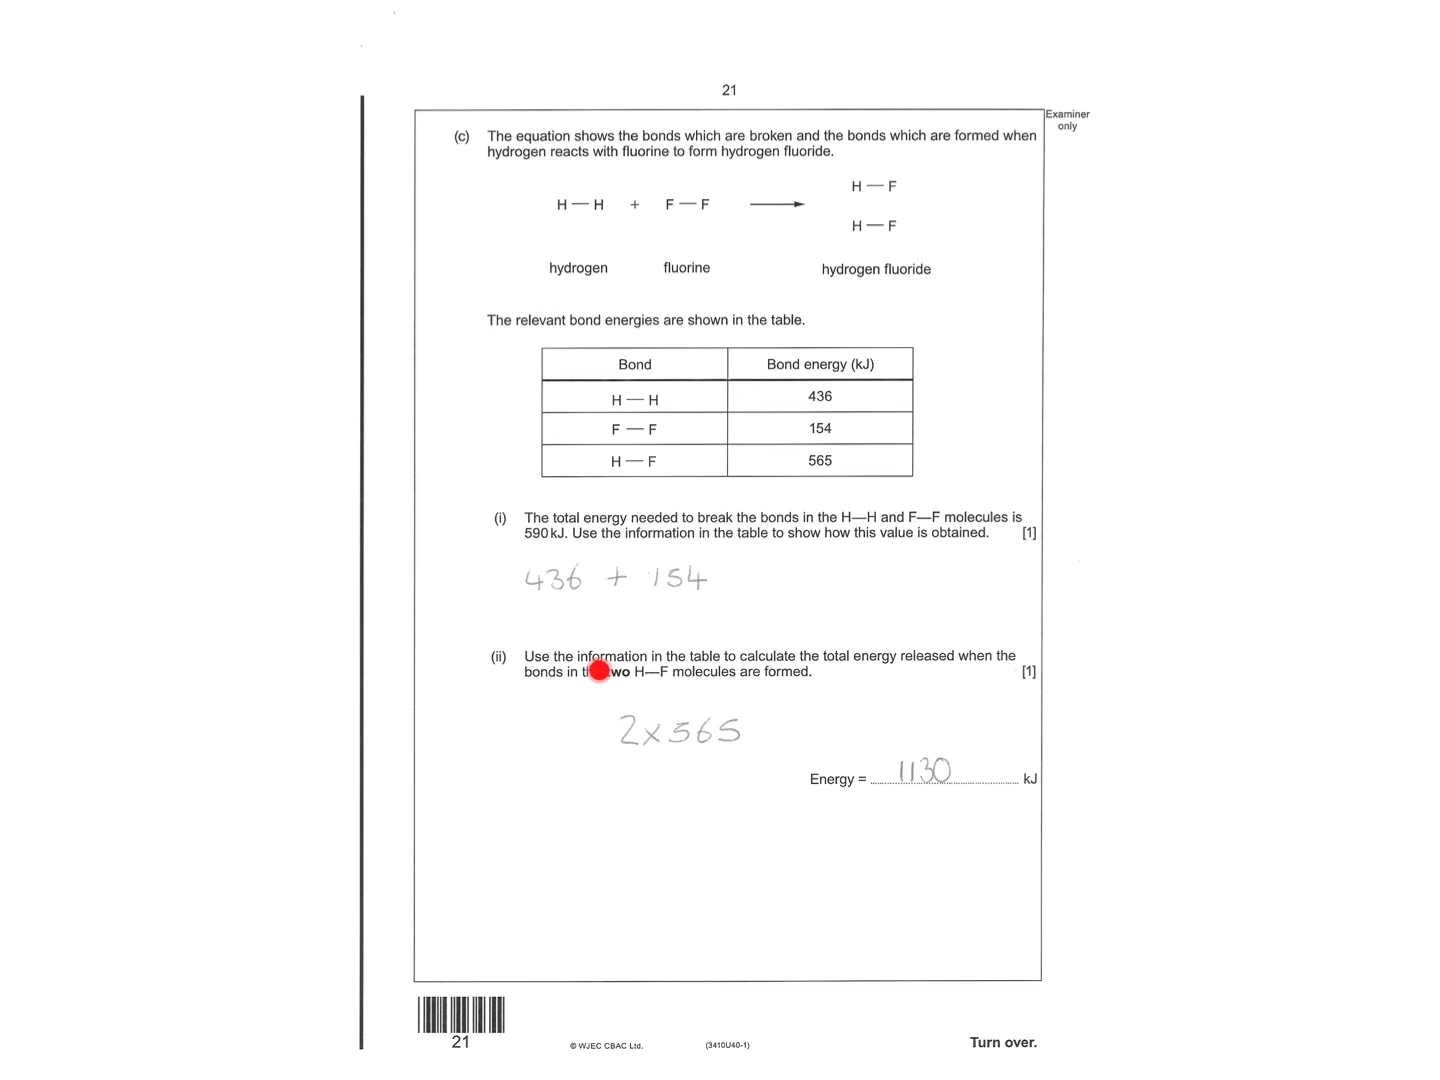 21
Examiner
only
(c) The equation shows the bonds which are broken and the bonds which are formed when
hydrogen reacts with fluorine to form hydrogen fluoride.
H — F
H — H + F — F
H — F
hydrogen fluorine hydrogen fluoride
The relevant bond energies are shown in the table.
Bond Bond energy (kJ)
H — H 436
F — F 154
H — F 565
(i) The total energy needed to break the bonds in the H—H and F—F molecules is
590 kJ. Use the information in the table to show how this value is obtained. [1]
436 + 154
(ii) Use the information in the table to calculate the total energy released when the
bonds in wo H—F molecules are formed. [1]
2 x 565
Energy = 1130 kJ
21
© WJEC CBAC Ltd. (3410U40-1) Turn over.